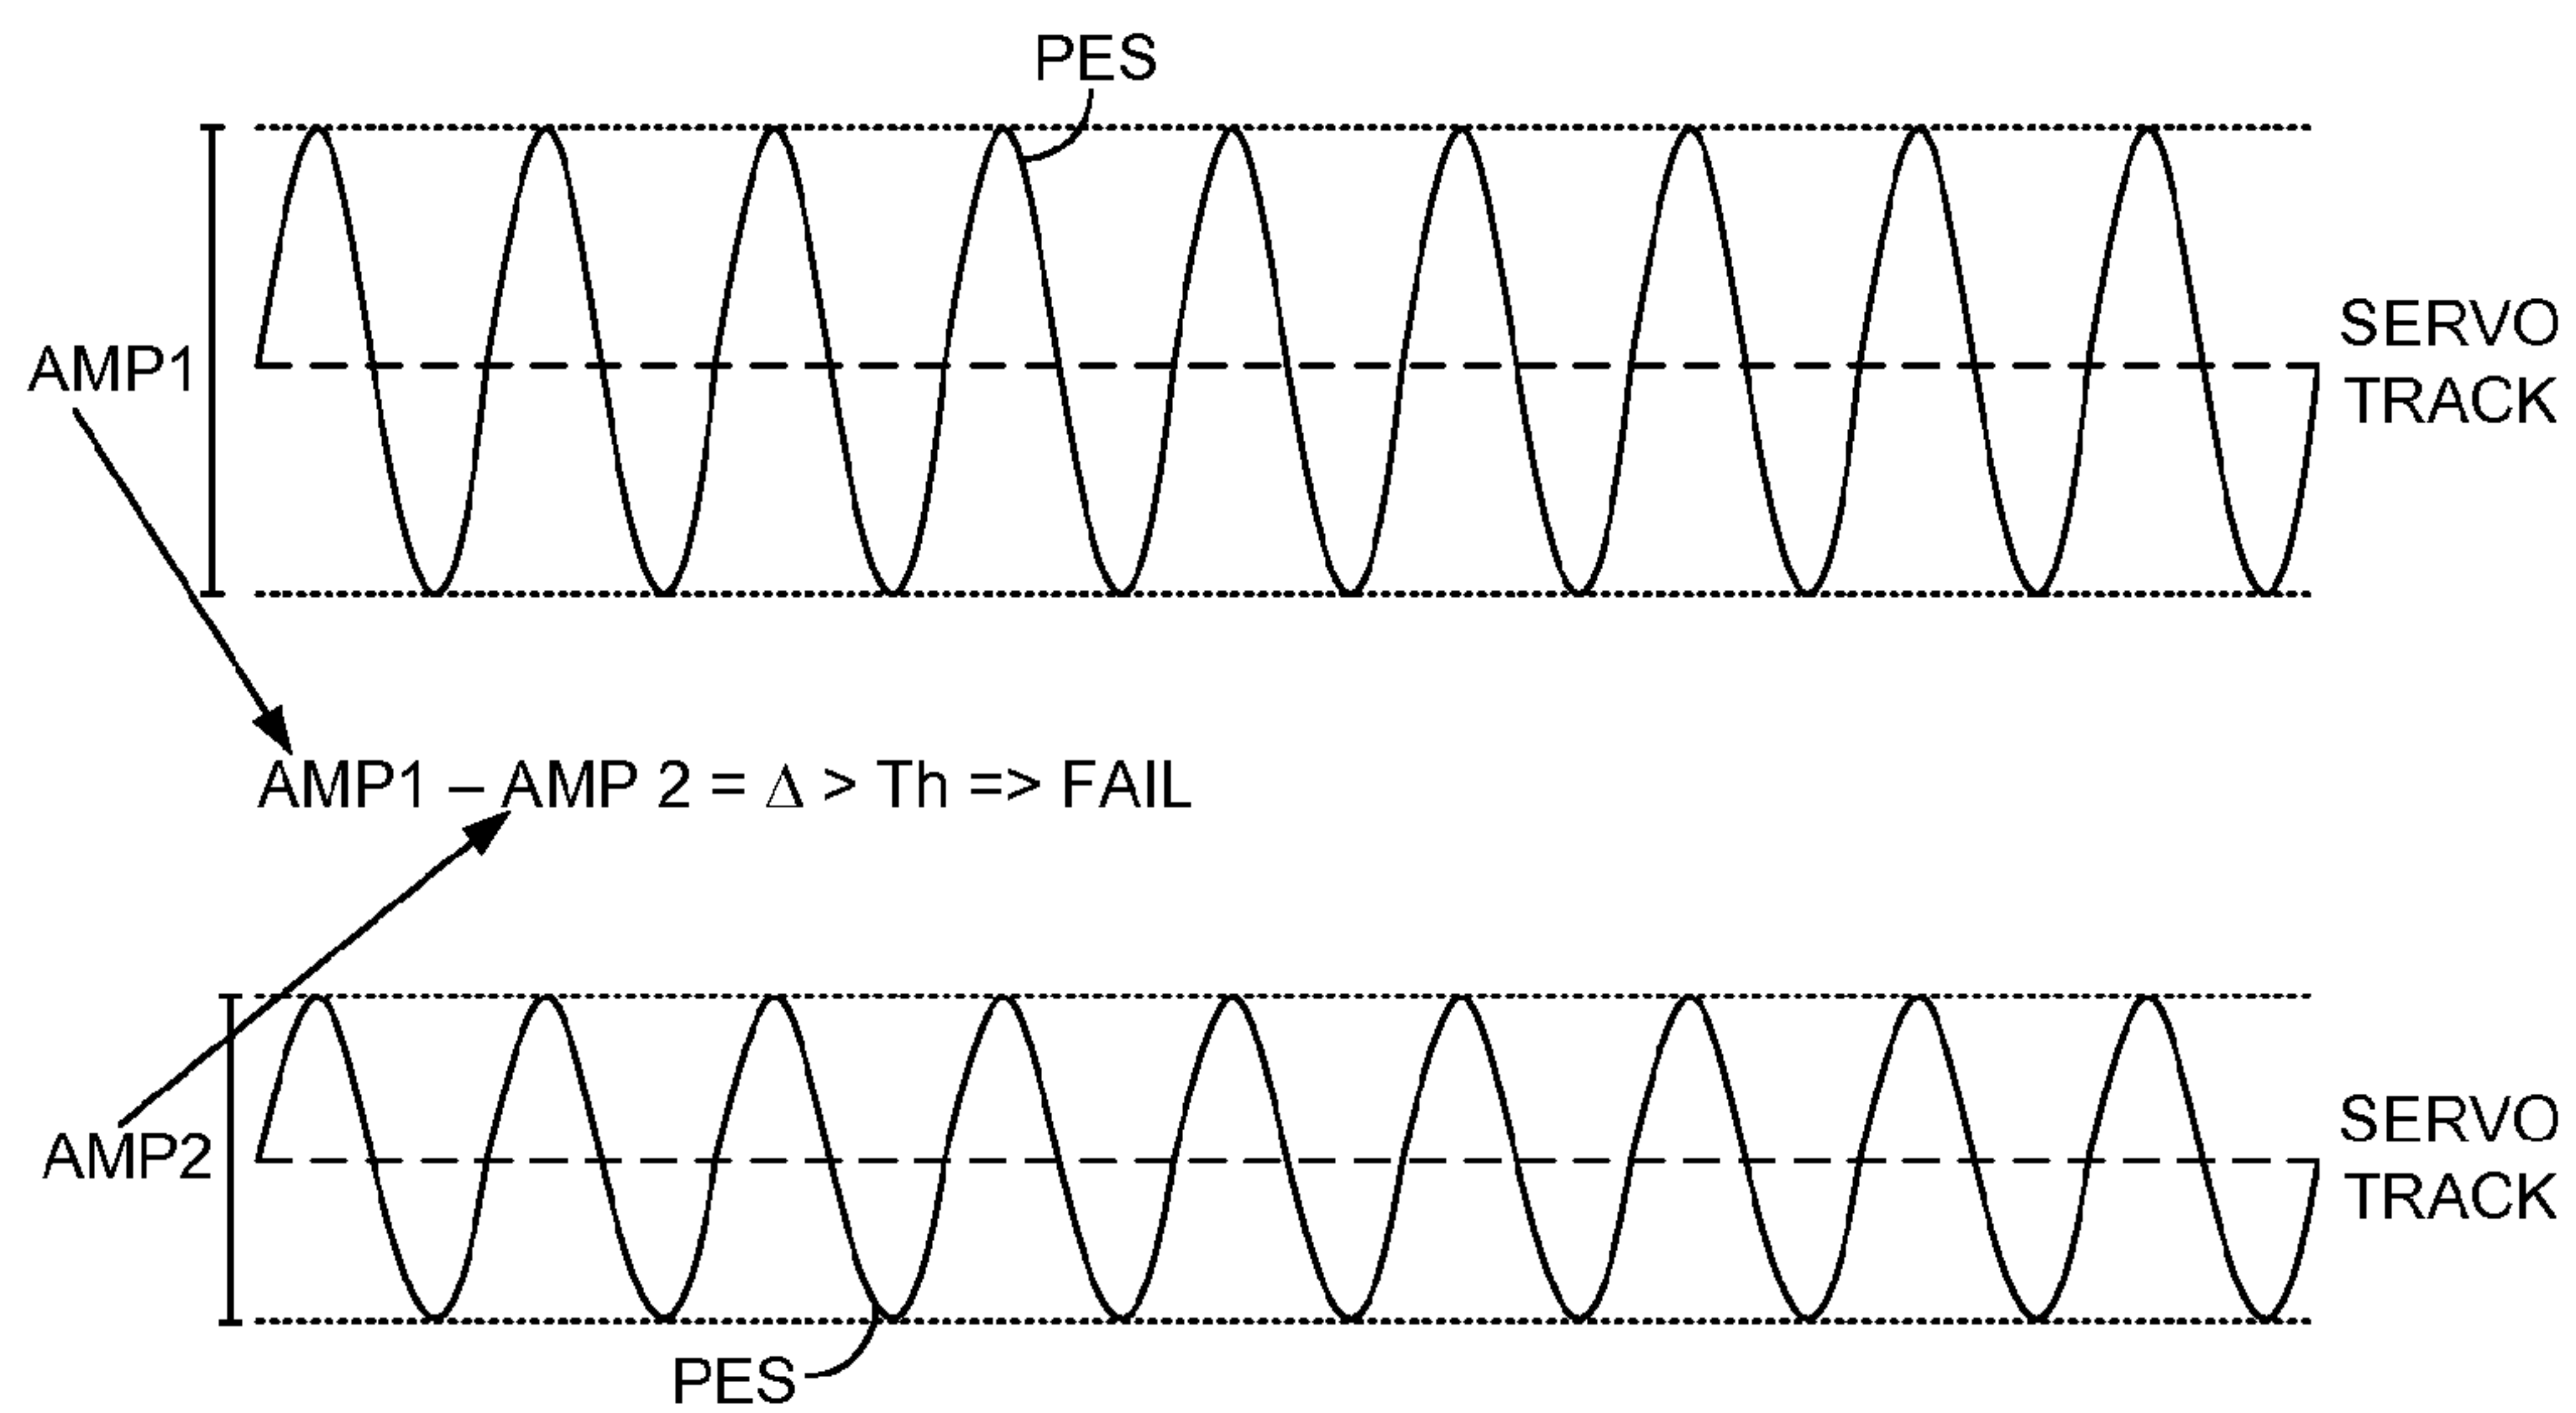 PES
AMP1
SERVO
TRACK
AMP1 – AMP 2 = Δ > Th => FAIL
AMP2
SERVO
TRACK
PES